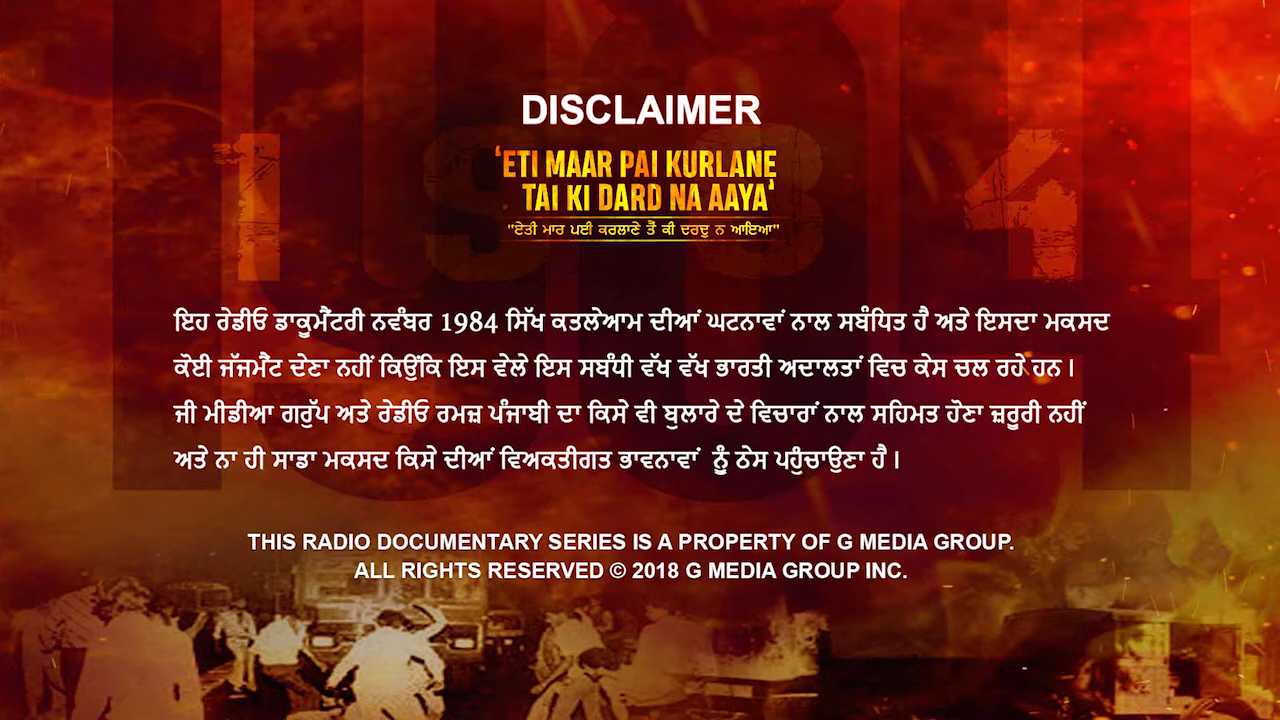 DISCLAIMER
1984
‘ETI MAAR PAI KURLANE
TAI KI DARD NA AAYA’
"ਏਤੀ ਮਾਰ ਪਈ ਕਰਲਾਣੇ ਤੈਂ ਕੀ ਦਰਦੁ ਨ ਆਇਆ"
ਇਹ ਰੇਡੀਓ ਡਾਕੂਮੈਂਟਰੀ ਨਵੰਬਰ 1984 ਸਿੱਖ ਕਤਲੇਆਮ ਦੀਆਂ ਘਟਨਾਵਾਂ ਨਾਲ ਸਬੰਧਿਤ ਹੈ ਅਤੇ ਇਸਦਾ ਮਕਸਦ
ਕੋਈ ਜੱਜਮੈਂਟ ਦੇਣਾ ਨਹੀਂ ਕਿਉਂਕਿ ਇਸ ਵੇਲੇ ਇਸ ਸਬੰਧੀ ਵੱਖ ਵੱਖ ਭਾਰਤੀ ਅਦਾਲਤਾਂ ਵਿਚ ਕੇਸ ਚਲ ਰਹੇ ਹਨ।
ਜੀ ਮੀਡੀਆ ਗਰੁੱਪ ਅਤੇ ਰੇਡੀਓ ਰਮਜ਼ ਪੰਜਾਬੀ ਦਾ ਕਿਸੇ ਵੀ ਬੁਲਾਰੇ ਦੇ ਵਿਚਾਰਾਂ ਨਾਲ ਸਹਿਮਤ ਹੋਣਾ ਜ਼ਰੂਰੀ ਨਹੀਂ
ਅਤੇ ਨਾ ਹੀ ਸਾਡਾ ਮਕਸਦ ਕਿਸੇ ਦੀਆਂ ਵਿਅਕਤੀਗਤ ਭਾਵਨਾਵਾਂ ਨੂੰ ਠੇਸ ਪਹੁੰਚਾਉਣਾ ਹੈ।
THIS RADIO DOCUMENTARY SERIES IS A PROPERTY OF G MEDIA GROUP.
ALL RIGHTS RESERVED © 2018 G MEDIA GROUP INC.